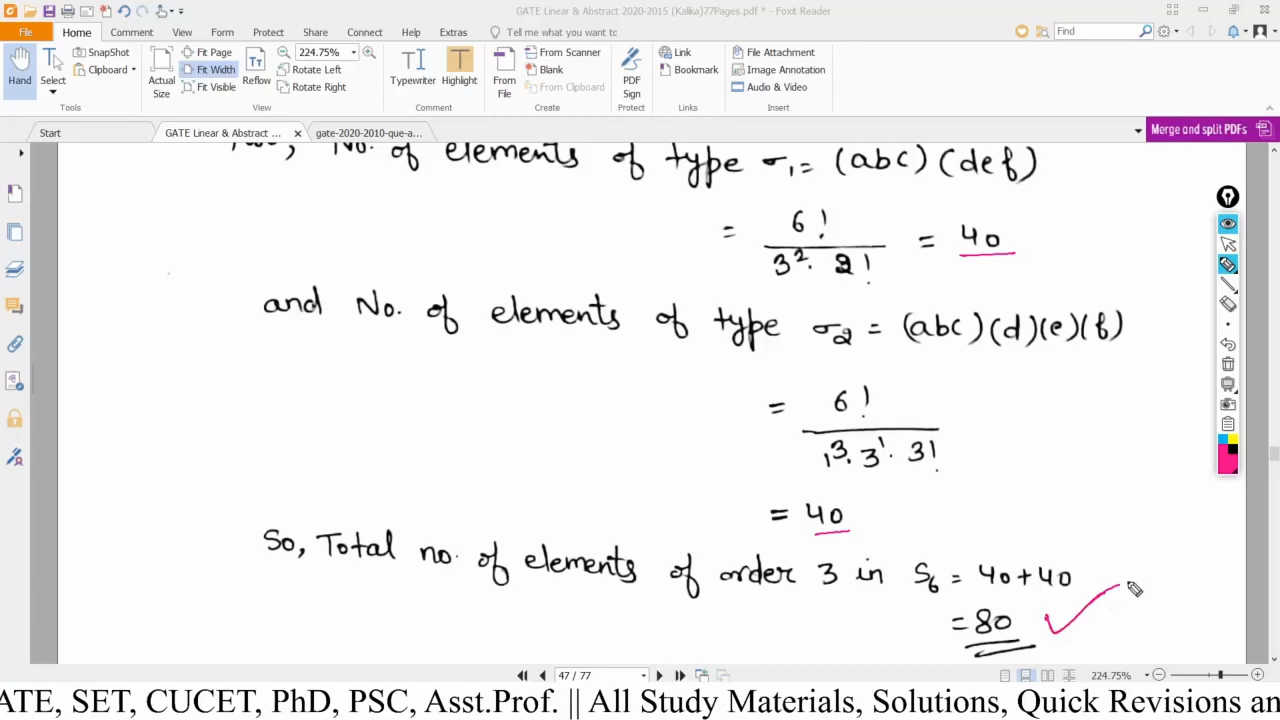 GATE Linear & Abstract 2020-2015 (Kalika)77Pages.pdf * - Foxit Reader
File Home Comment View Form Protect Share Connect Help Extras Tell me what you want to Find
SnapShot Fit Page 224.75% From Scanner Link File Attachment
Clipboard Fit Width Rotate Left Blank Bookmark Image Annotation
Hand Select Actual Size Reflow Fit Visible Rotate Right Typewriter Highlight From File From Clipboard PDF Sign Audio & Video
Tools View Comment Create Protect Links Insert
Start GATE Linear & Abstract ... gate-2020-2010-que-a... Merge and split PDFs
No. of elements of type σ₁= (abc)(def)
= 6! / 3². 2! = 40
and No. of elements of type σ₂ = (abc)(d)(e)(f)
= 6! / 1³. 3¹. 3!
= 40
So, Total no. of elements of order 3 in S₆ = 40+40
= 80
47 / 77 224.75%
ATE, SET, CUCET, PhD, PSC, Asst.Prof. || All Study Materials, Solutions, Quick Revisions an